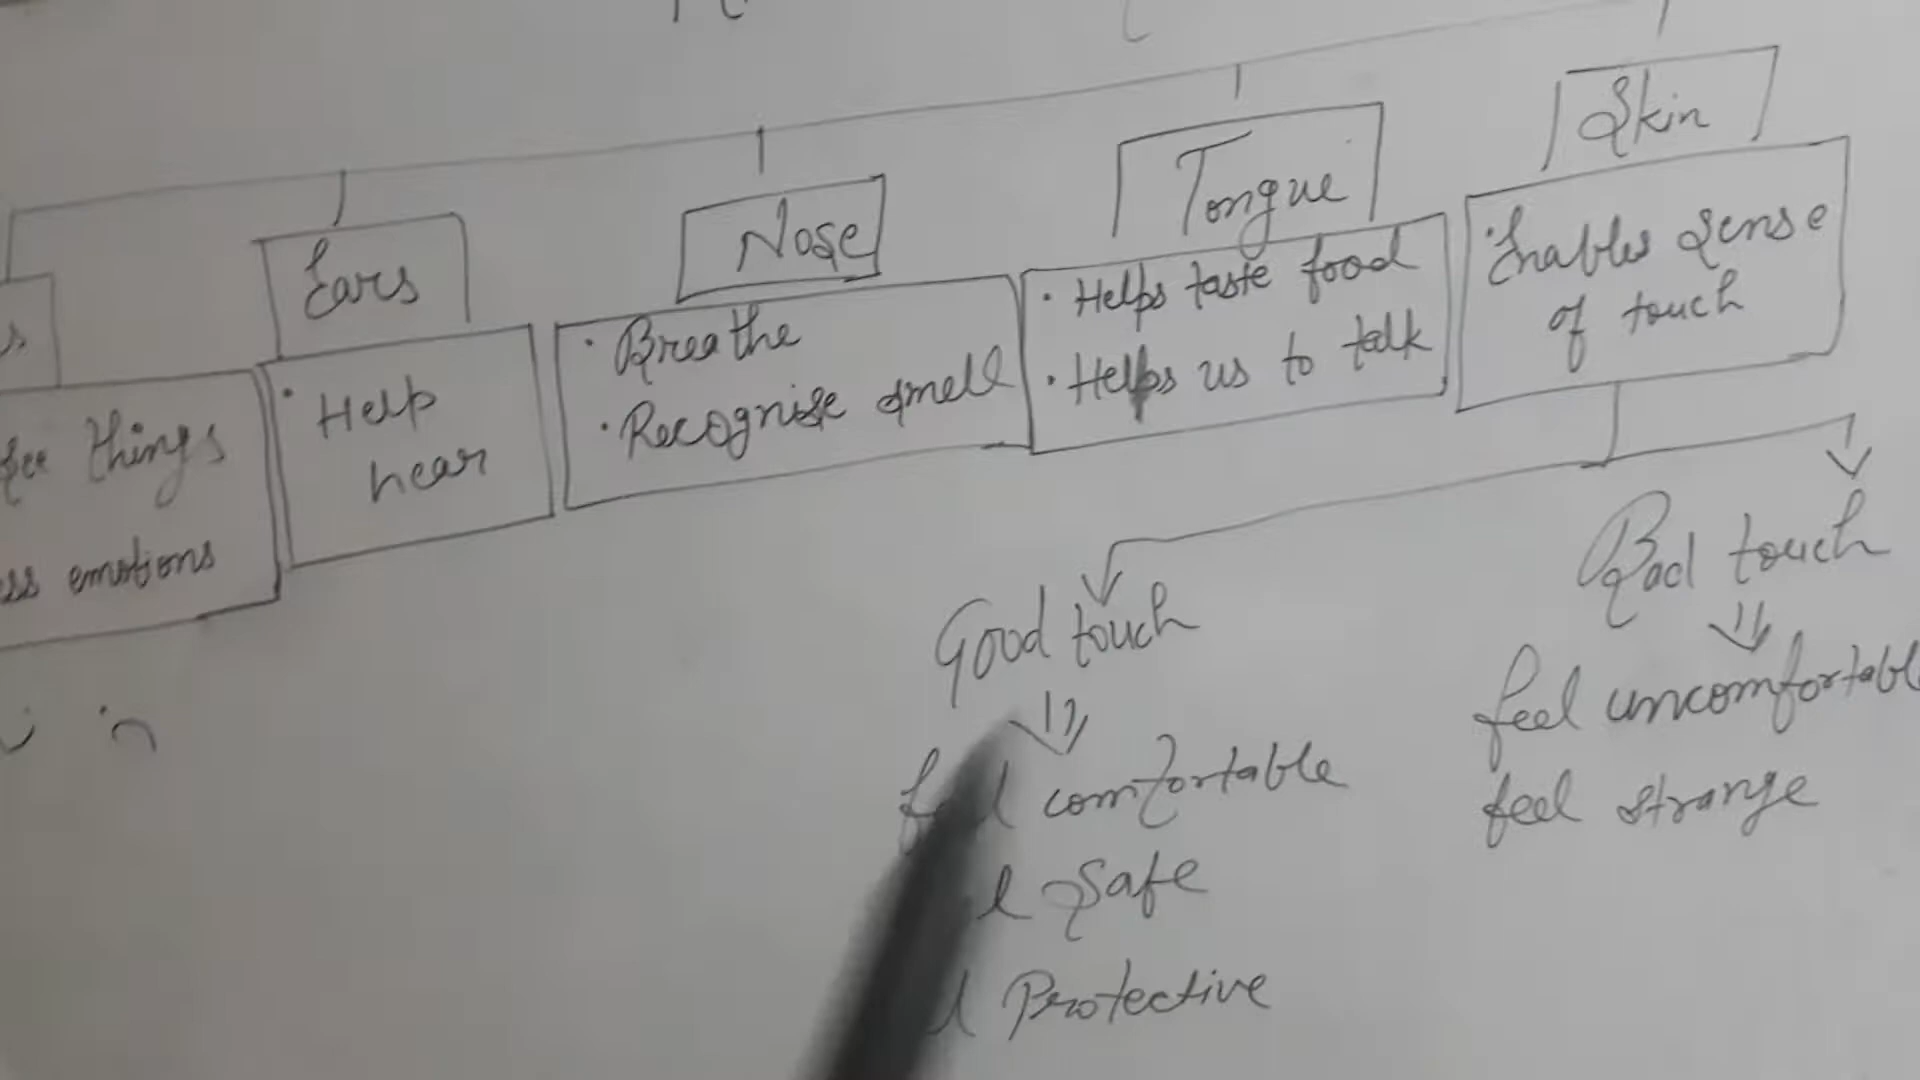 Ears
Nose
Tongue
Skin
see things
emotions
· Help
hear
· Breathe
· Recognise smell
· Helps taste food
· Helps us to talk
· Enables sense
of touch
Good touch
comfortable
Safe
Protective
Bad touch
feel uncomfortable
feel strange